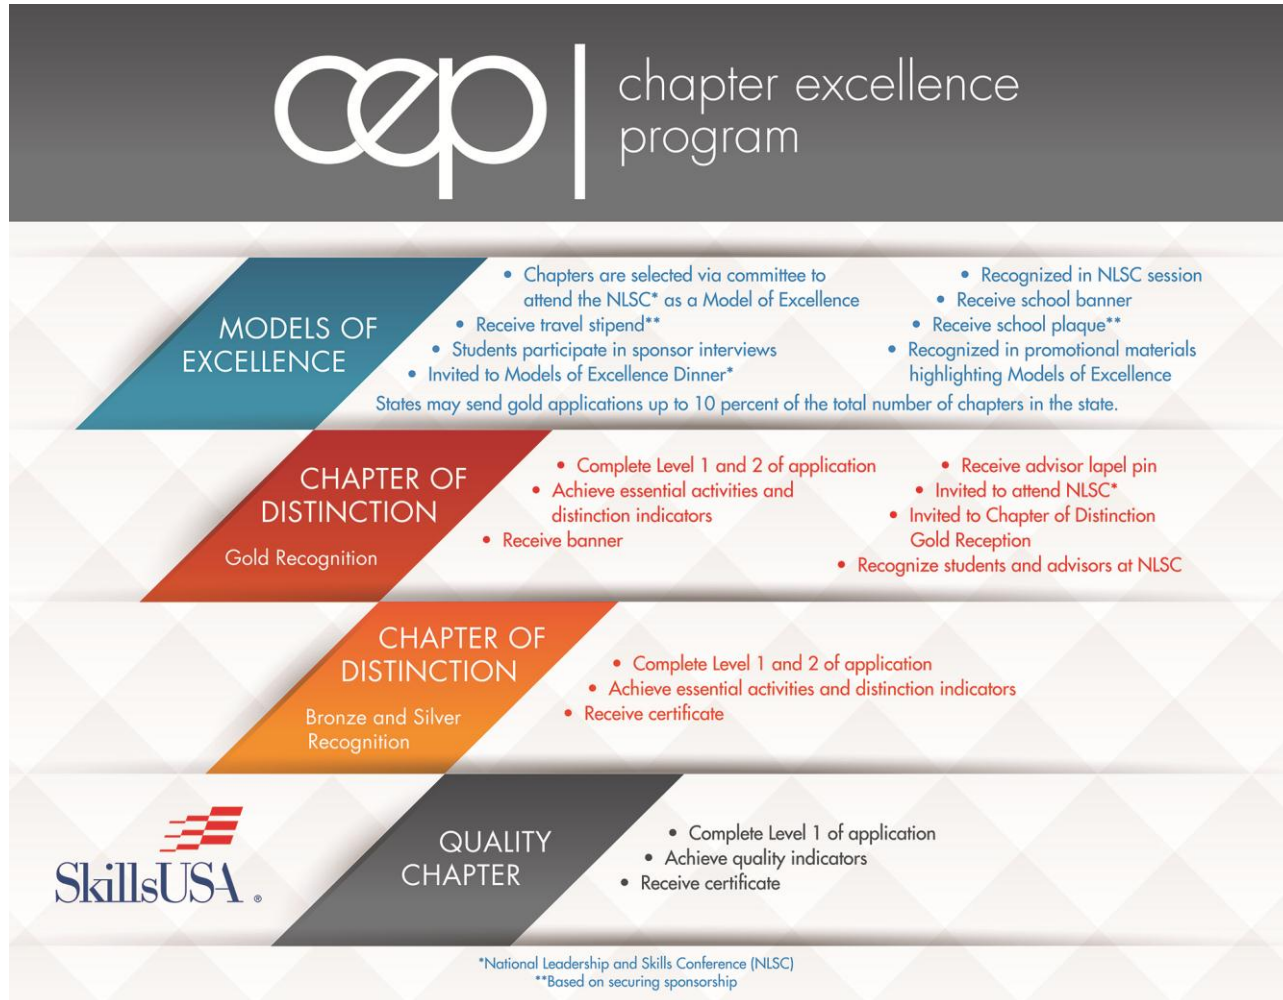 cep
chapter excellence
program
MODELS OF
EXCELLENCE
• Chapters are selected via committee to
attend the NLSC* as a Model of Excellence
• Receive travel stipend**
• Students participate in sponsor interviews
• Invited to Models of Excellence Dinner*
• Recognized in NLSC session
• Receive school banner
• Receive school plaque**
• Recognized in promotional materials
highlighting Models of Excellence
States may send gold applications up to 10 percent of the total number of chapters in the state.
CHAPTER OF
DISTINCTION
Gold Recognition
• Complete Level 1 and 2 of application
• Achieve essential activities and
distinction indicators
• Receive banner
• Receive advisor lapel pin
• Invited to attend NLSC*
• Invited to Chapter of Distinction
Gold Reception
• Recognize students and advisors at NLSC
CHAPTER OF
DISTINCTION
Bronze and Silver
Recognition
• Complete Level 1 and 2 of application
• Achieve essential activities and distinction indicators
• Receive certificate
SkillsUSA®
QUALITY
CHAPTER
• Complete Level 1 of application
• Achieve quality indicators
• Receive certificate
*National Leadership and Skills Conference (NLSC)
**Based on securing sponsorship